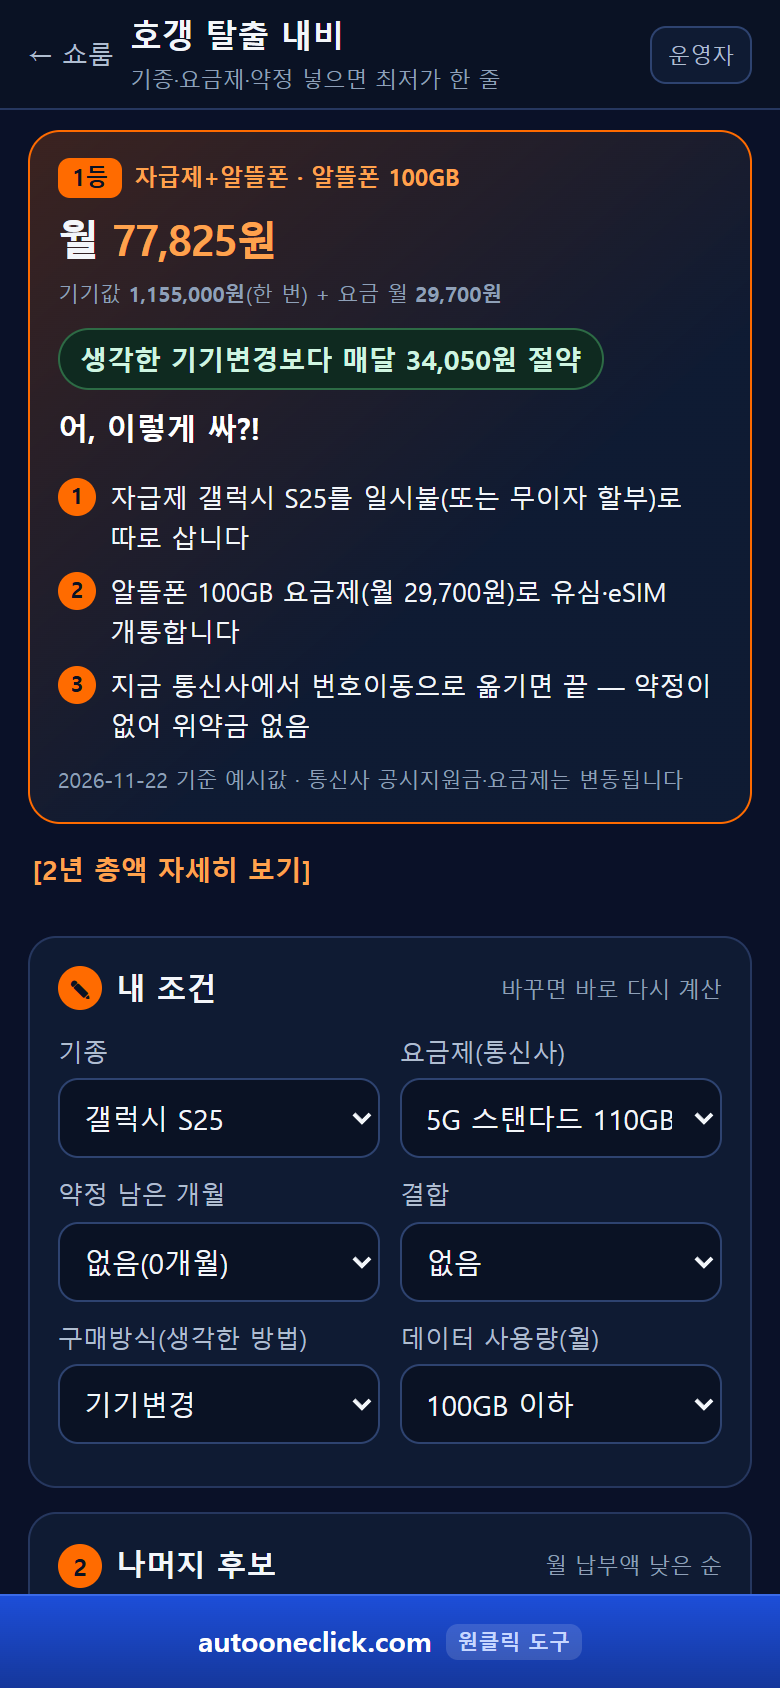 ← 쇼룸
호갱 탈출 내비
기종·요금제·약정 넣으면 최저가 한 줄
운영자
1등 자급제+알뜰폰 · 알뜰폰 100GB
월 77,825원
기기값 1,155,000원(한 번) + 요금 월 29,700원
생각한 기기변경보다 매달 34,050원 절약
어, 이렇게 싸?!
1 자급제 갤럭시 S25를 일시불(또는 무이자 할부)로
따로 삽니다
2 알뜰폰 100GB 요금제(월 29,700원)로 유심·eSIM
개통합니다
3 지금 통신사에서 번호이동으로 옮기면 끝 — 약정이
없어 위약금 없음
2026-11-22 기준 예시값 · 통신사 공시지원금·요금제는 변동됩니다
[2년 총액 자세히 보기]
내 조건
바꾸면 바로 다시 계산
기종 요금제(통신사)
갤럭시 S25 5G 스탠다드 110GB
약정 남은 개월 결합
없음(0개월) 없음
구매방식(생각한 방법) 데이터 사용량(월)
기기변경 100GB 이하
2 나머지 후보
월 납부액 낮은 순
autooneclick.com 원클릭 도구